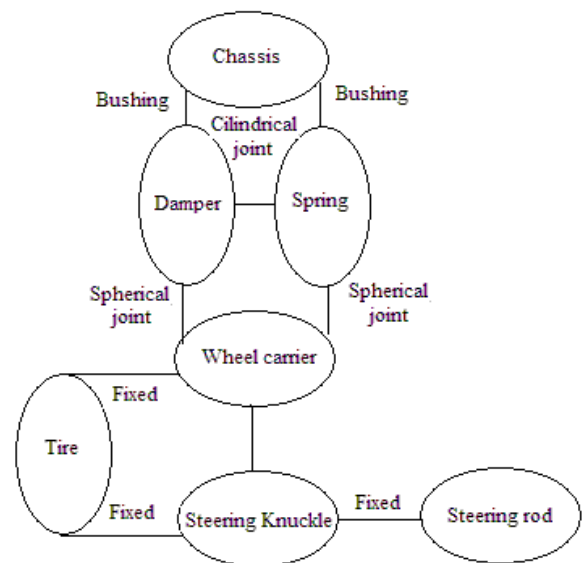 Chassis
Bushing
Bushing
Cilindrical
joint
Damper
Spring
Spherical
joint
Spherical
joint
Wheel carrier
Fixed
Tire
Fixed
Steering Knuckle
Fixed
Steering rod